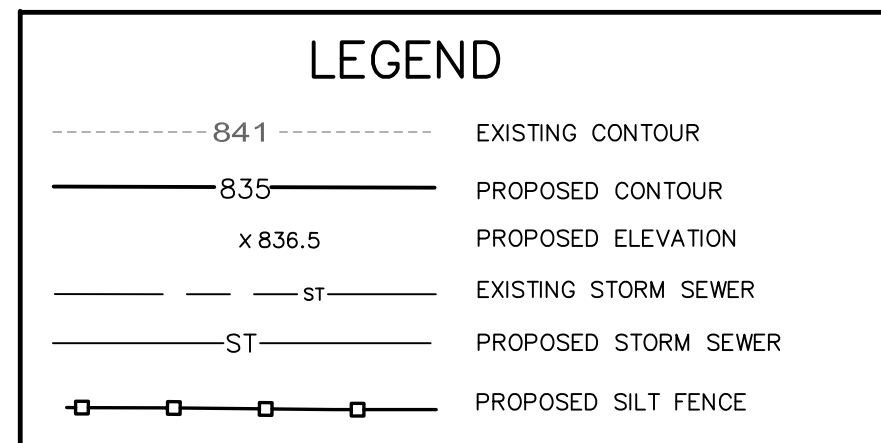 LEGEND
841 EXISTING CONTOUR
835 PROPOSED CONTOUR
x 836.5 PROPOSED ELEVATION
ST EXISTING STORM SEWER
ST PROPOSED STORM SEWER
PROPOSED SILT FENCE